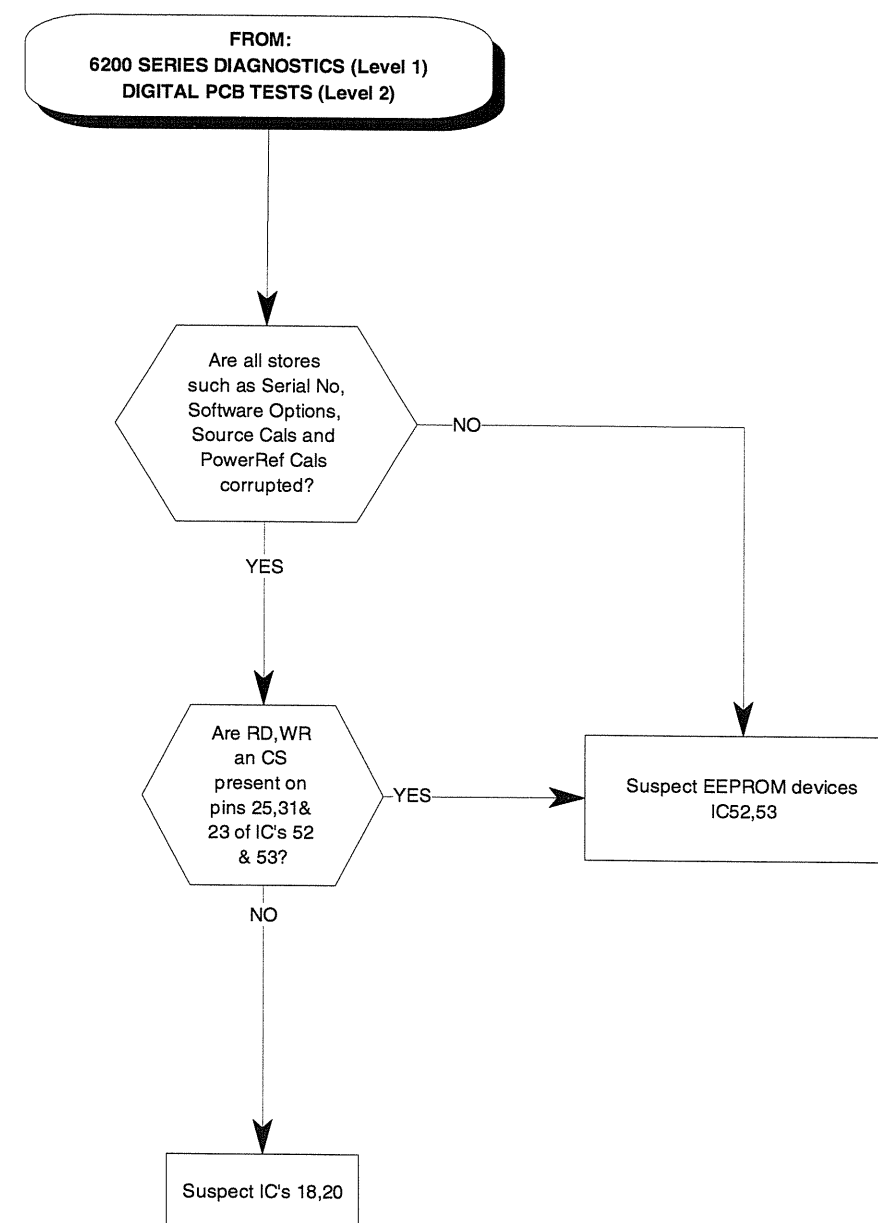 FROM:
6200 SERIES DIAGNOSTICS (Level 1)
DIGITAL PCB TESTS (Level 2)
Are all stores
such as Serial No,
Software Options,
Source Cals and
PowerRef Cals
corrupted?
NO
YES
Are RD,WR
an CS
present on
pins 25,31&
23 of IC's 52
& 53?
YES
Suspect EEPROM devices
IC52,53
NO
Suspect IC's 18,20